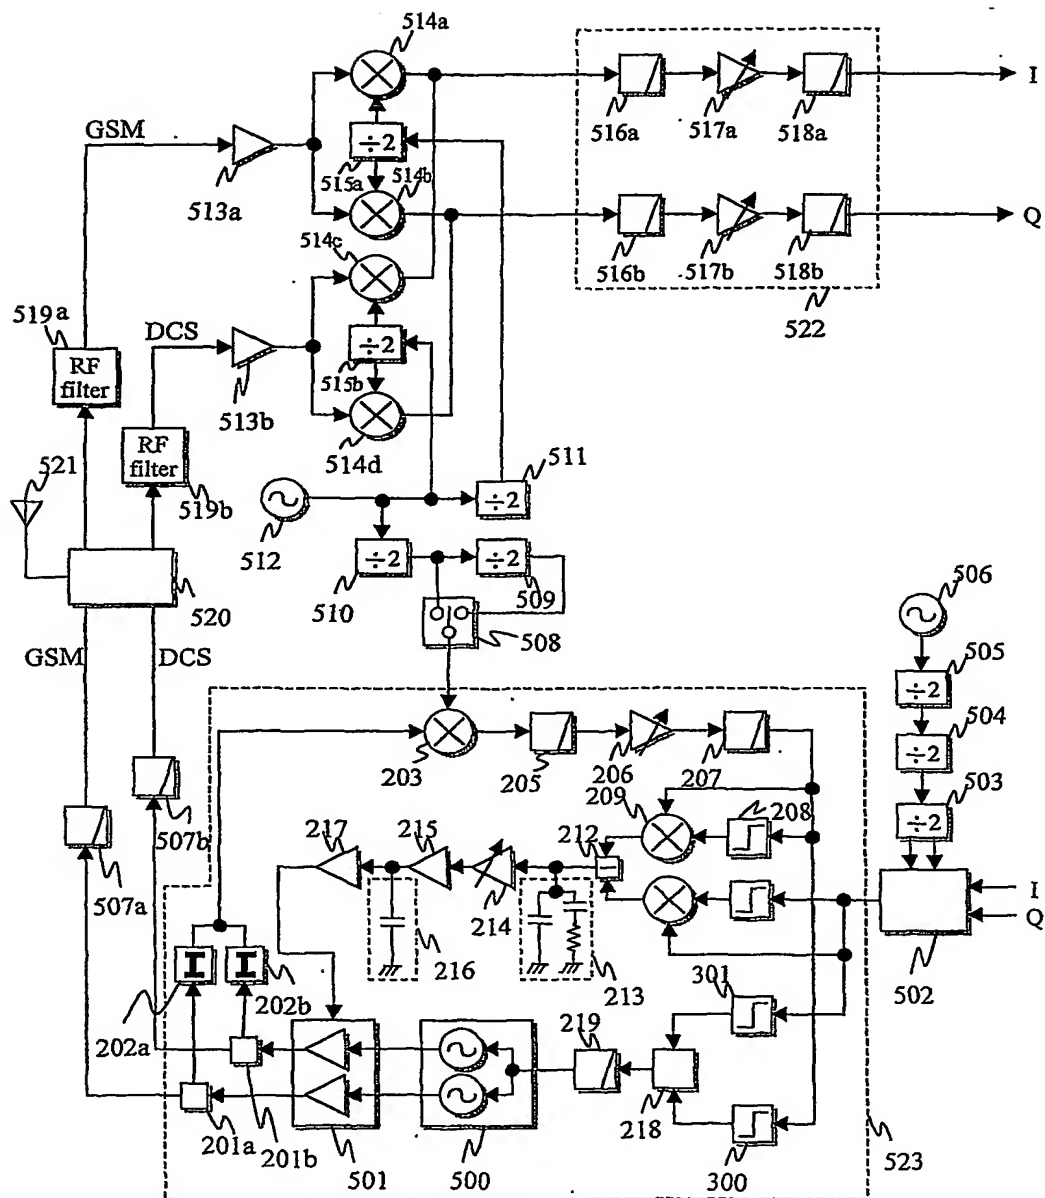 514a
I
516a
517a
518a
GSM
÷2
515a
514b
513a
Q
514c
516b
517b
518b
522
519a
DCS
RF
filter
÷2
515b
513b
514d
RF
filter
519b
521
511
÷2
512
÷2
÷2
510
509
506
520
508
505
÷2
GSM
DCS
504
÷2
503
÷2
203
205
206
207
209
208
217
215
212
507b
507a
214
I
Q
216
213
301
502
I
I
202b
202a
219
201a
201b
501
500
218
300
523